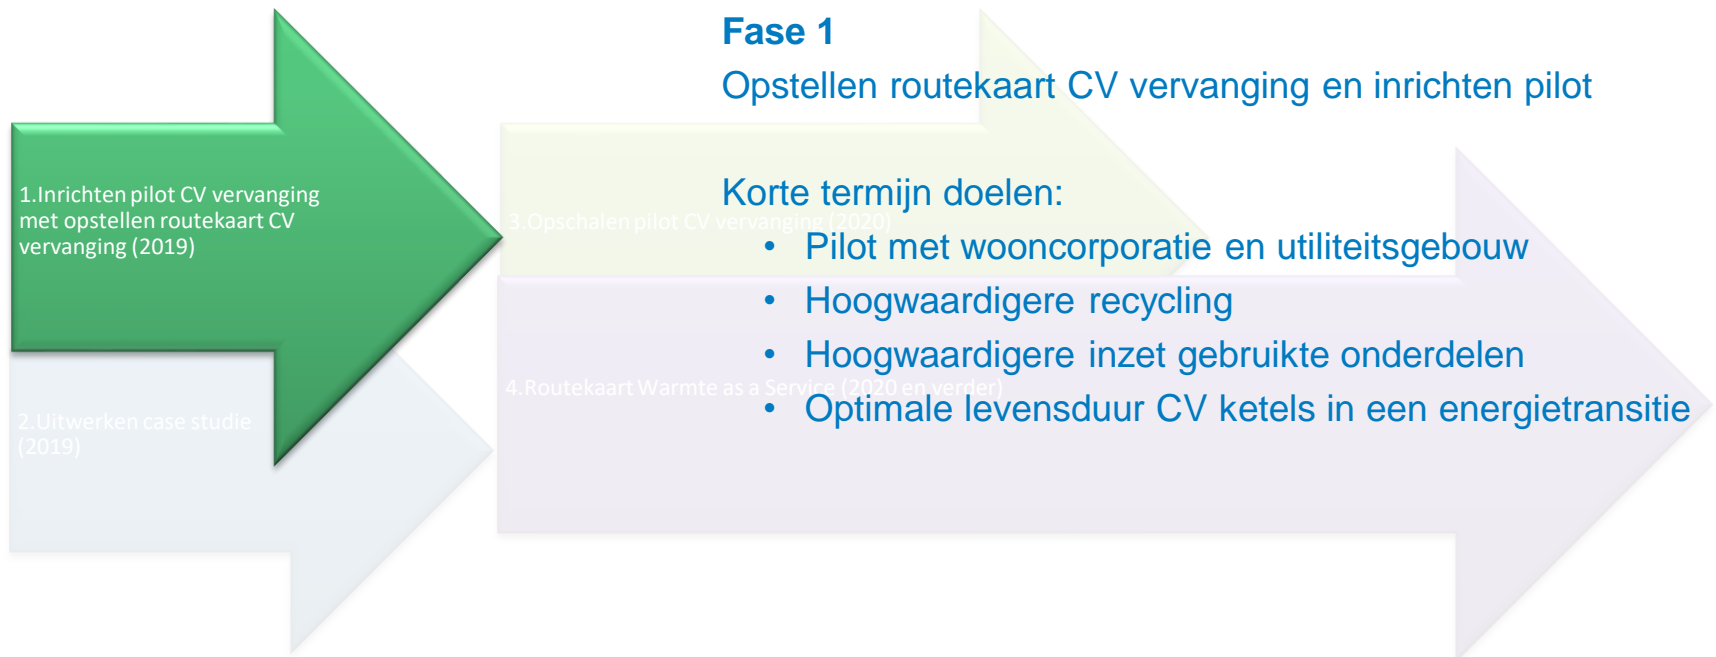 Fase 1
Opstellen routekaart CV vervanging en inrichten pilot
1.Inrichten pilot CV vervanging
met opstellen routekaart CV
vervanging (2019)
2.Uitwerken case studie
(2019)
3.Opschalen pilot CV vervanging (2020)
4.Routekaart Warmte as a Service (2020 en verder)
Korte termijn doelen:
• Pilot met wooncorporatie en utiliteitsgebouw
• Hoogwaardigere recycling
• Hoogwaardigere inzet gebruikte onderdelen
• Optimale levensduur CV ketels in een energietransitie